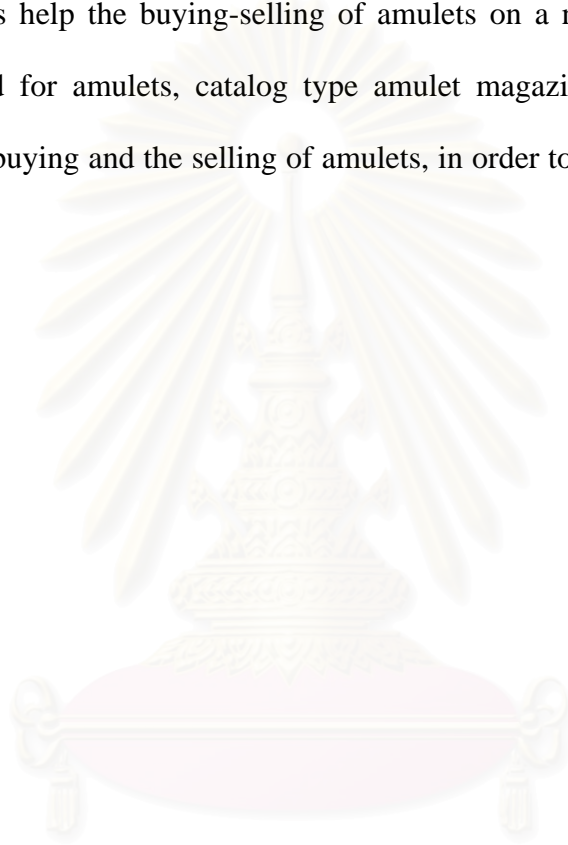 help the buying-selling of amulets on a
for amulets, catalog type amulet
buying and the selling of amulets, in order to